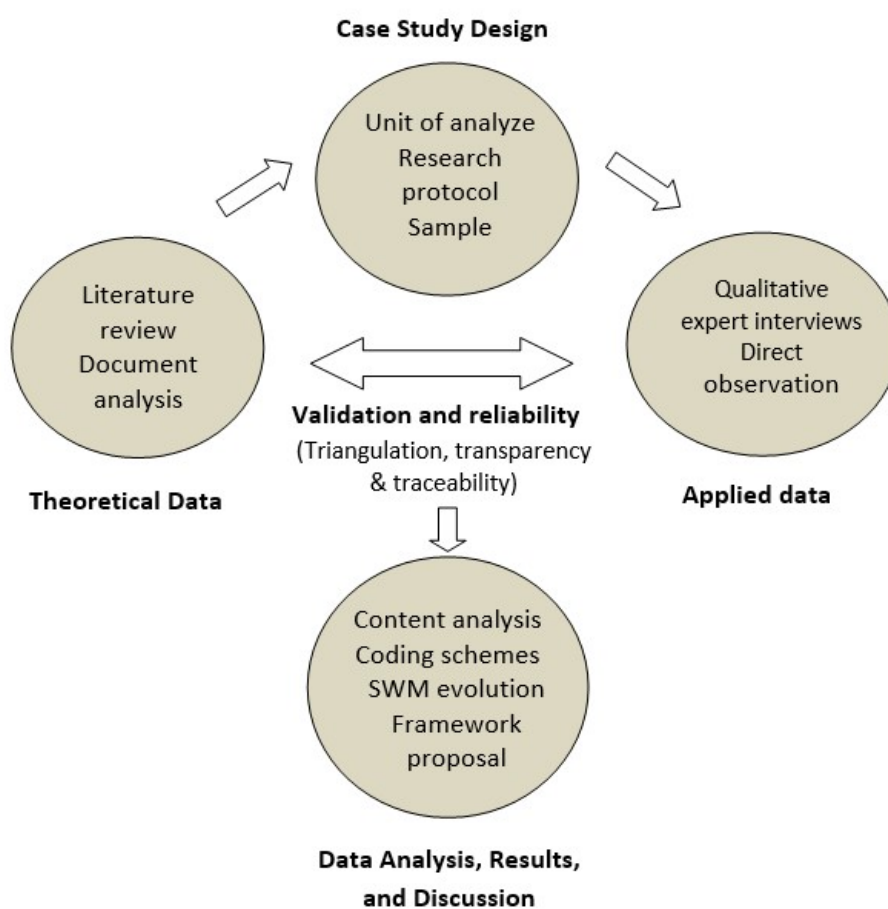 Case Study Design
Unit of analyze
Research
protocol
Sample
Literature
review
Document
analysis
Theoretical Data
Validation and reliability
(Triangulation, transparency
& traceability)
Qualitative
expert interviews
Direct
observation
Applied data
Content analysis
Coding schemes
SWM evolution
Framework
proposal
Data Analysis, Results,
and Discussion